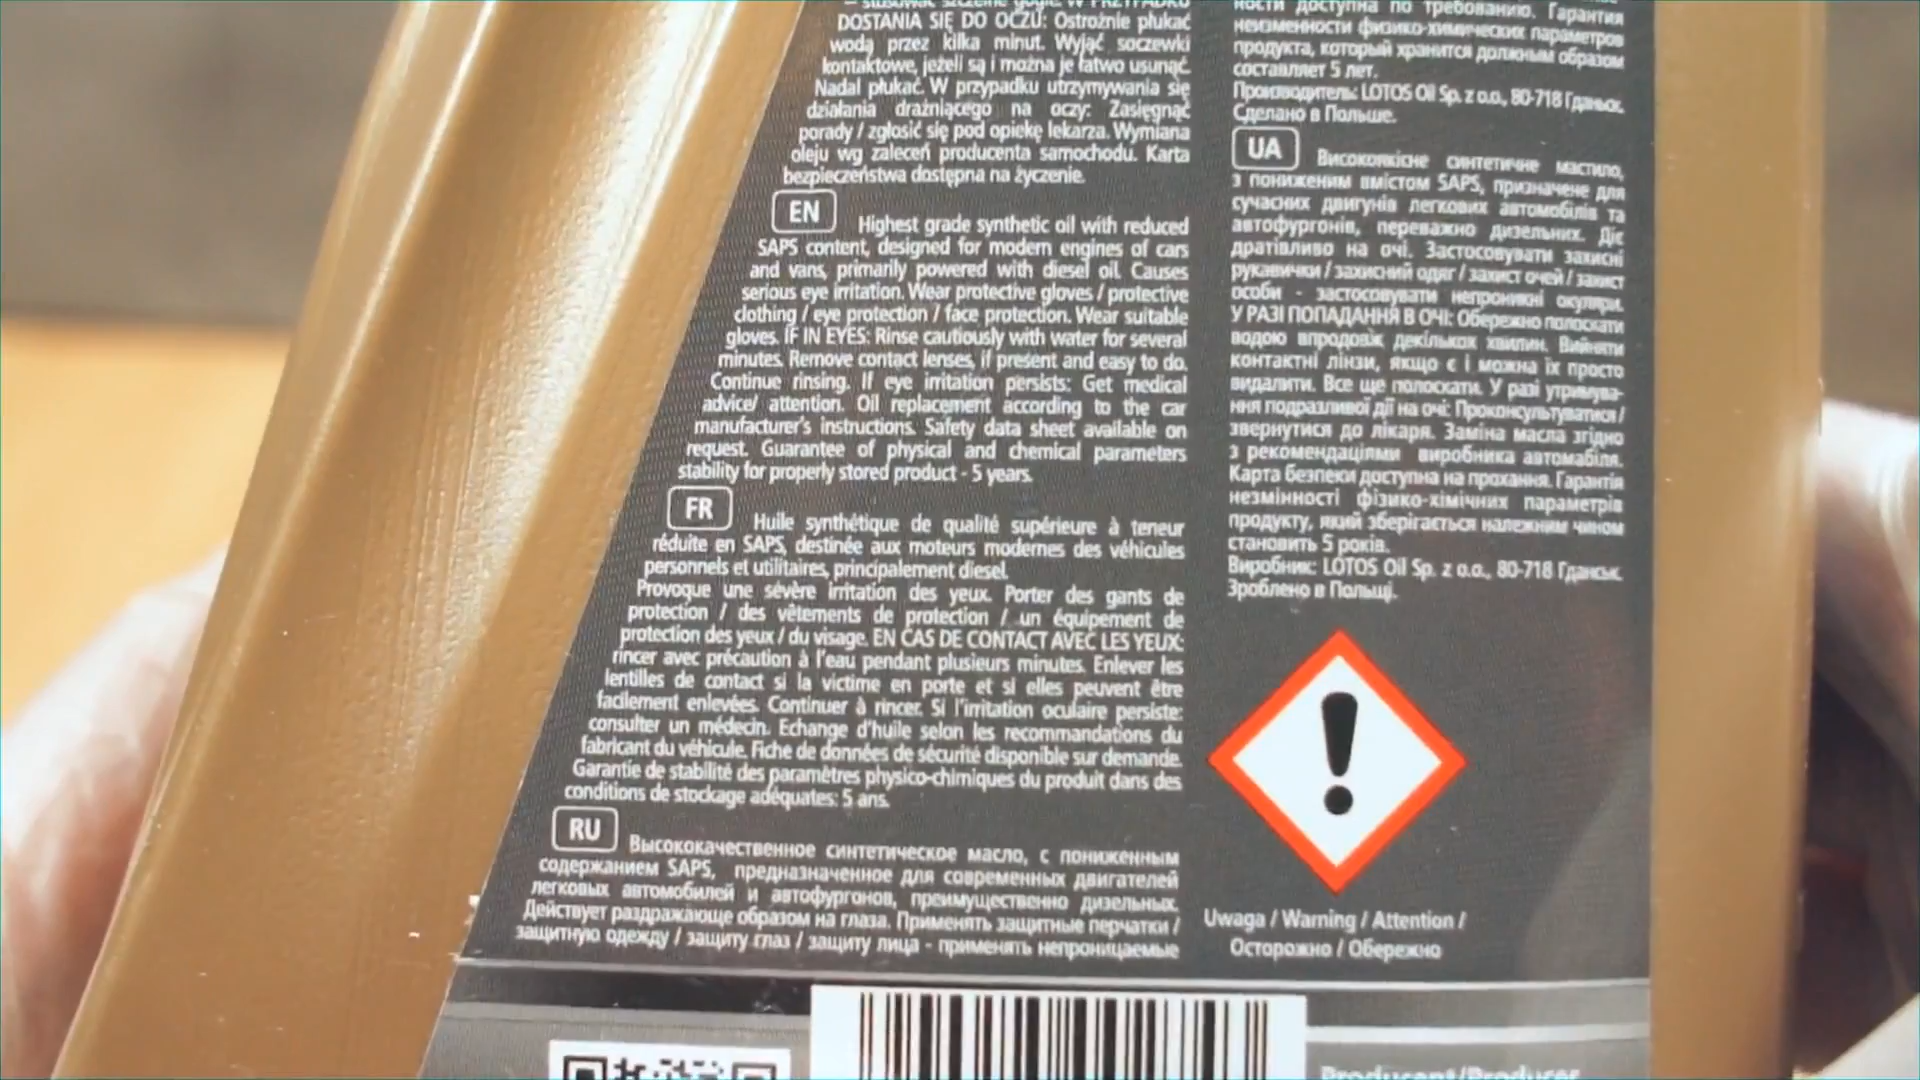 DOSTANIA SIĘ DO OCZU: Ostrożnie płukać
wodą przez kilka minut. Wyjąć soczewki
kontaktowe, jeżeli są i można je łatwo usunąć.
Nadal płukać. W przypadku utrzymywania się
działania drażniącego na oczy: Zasięgnąć
porady / zgłosić się pod opiekę lekarza. Wymiana
oleju wg zaleceń producenta samochodu. Karta
bezpieczeństwa dostępna na życzenie.
EN Highest grade synthetic oil with reduced
SAPS content, designed for modern engines of cars
and vans, primarily powered with diesel oil. Causes
serious eye irritation. Wear protective gloves / protective
clothing / eye protection / face protection. Wear suitable
gloves. IF IN EYES: Rinse cautiously with water for several
minutes. Remove contact lenses, if present and easy to do.
Continue rinsing. If eye irritation persists: Get medical
advice/ attention. Oil replacement according to the car
manufacturer's instructions. Safety data sheet available on
request. Guarantee of physical and chemical parameters
stability for properly stored product - 5 years.
FR Huile synthétique de qualité supérieure à teneur
réduite en SAPS, destinée aux moteurs modernes des véhicules
personnels et utilitaires, principalement diesel.
Provoque une sévère irritation des yeux. Porter des gants de
protection / des vêtements de protection / un équipement de
protection des yeux / du visage. EN CAS DE CONTACT AVEC LES YEUX:
rincer avec précaution à l'eau pendant plusieurs minutes. Enlever les
lentilles de contact si la victime en porte et si elles peuvent être
facilement enlevées. Continuer à rincer. Si l'irritation oculaire persiste:
consulter un médecin. Echange d'huile selon les recommandations du
fabricant du véhicule. Fiche de données de sécurité disponible sur demande.
Garantie de stabilité des paramètres physico-chimiques du produit dans des
conditions de stockage adéquates: 5 ans.
RU Высококачественное синтетическое масло, с пониженным
содержанием SAPS, предназначенное для современных двигателей
легковых автомобилей и автофургонов, преимущественно дизельных.
Действует раздражающе образом на глаза. Применять защитные перчатки /
защитную одежду / защиту глаз / защиту лица - применять непроницаемые
ности доступна по требованию. Гарантия
неизменности физико-химических параметров
продукта, который хранится должным образом
составляет 5 лет.
Производитель: LOTOS Oil Sp. z o.o., 80-718 Гданьск.
Сделано в Польше.
UA Високоякісне синтетичне мастило,
з пониженим вмістом SAPS, призначене для
сучасних двигунів легкових автомобілів та
автофургонів, переважно дизельних. Діє
дратівливо на очі. Застосовувати захисні
рукавички / захисний одяг / захист очей / захист
особи - застосовувати непроникні окуляри.
У РАЗІ ПОПАДАННЯ В ОЧІ: Обережно полоскати
водою впродовж декількох хвилин. Вийняти
контактні лінзи, якщо є і можна їх просто
видалити. Все ще полоскати. У разі утримува-
ння подразливої дії на очі: Проконсультуватися /
звернутися до лікаря. Заміна масла згідно
з рекомендаціями виробника автомабіля.
Карта безпеки доступна на прохання. Гарантія
незмінності фізико-хімічних параметрів
продукту, який зберігається належним чином
становить 5 років.
Виробник: LOTOS Oil Sp. z o.o., 80-718 Гданськ.
Зроблено в Польщі.
Uwaga / Warning / Attention /
Осторожно / Обережно
Producent/Producer